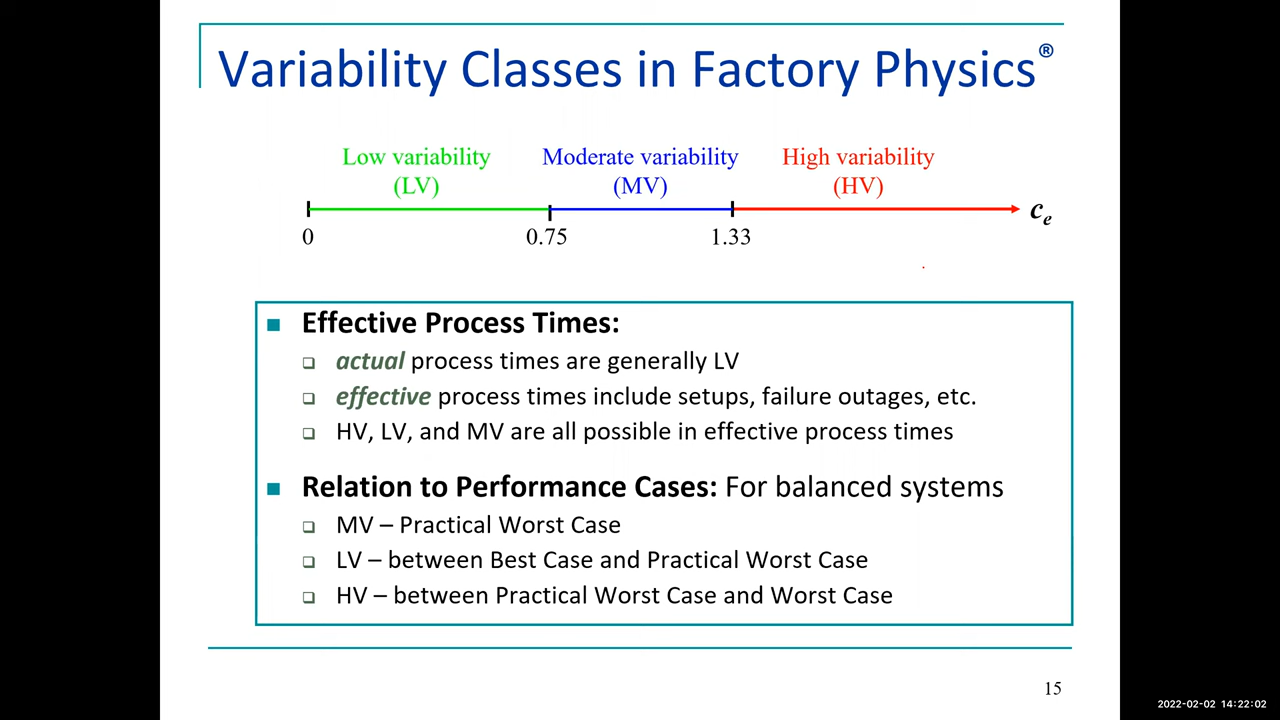 Variability Classes in Factory Physics®
Low variability
(LV)
Moderate variability
(MV)
High variability
(HV)
0
0.75
1.33
ce
Effective Process Times:
actual process times are generally LV
effective process times include setups, failure outages, etc.
HV, LV, and MV are all possible in effective process times
Relation to Performance Cases: For balanced systems
MV – Practical Worst Case
LV – between Best Case and Practical Worst Case
HV – between Practical Worst Case and Worst Case
15
2022-02-02 14:22:02